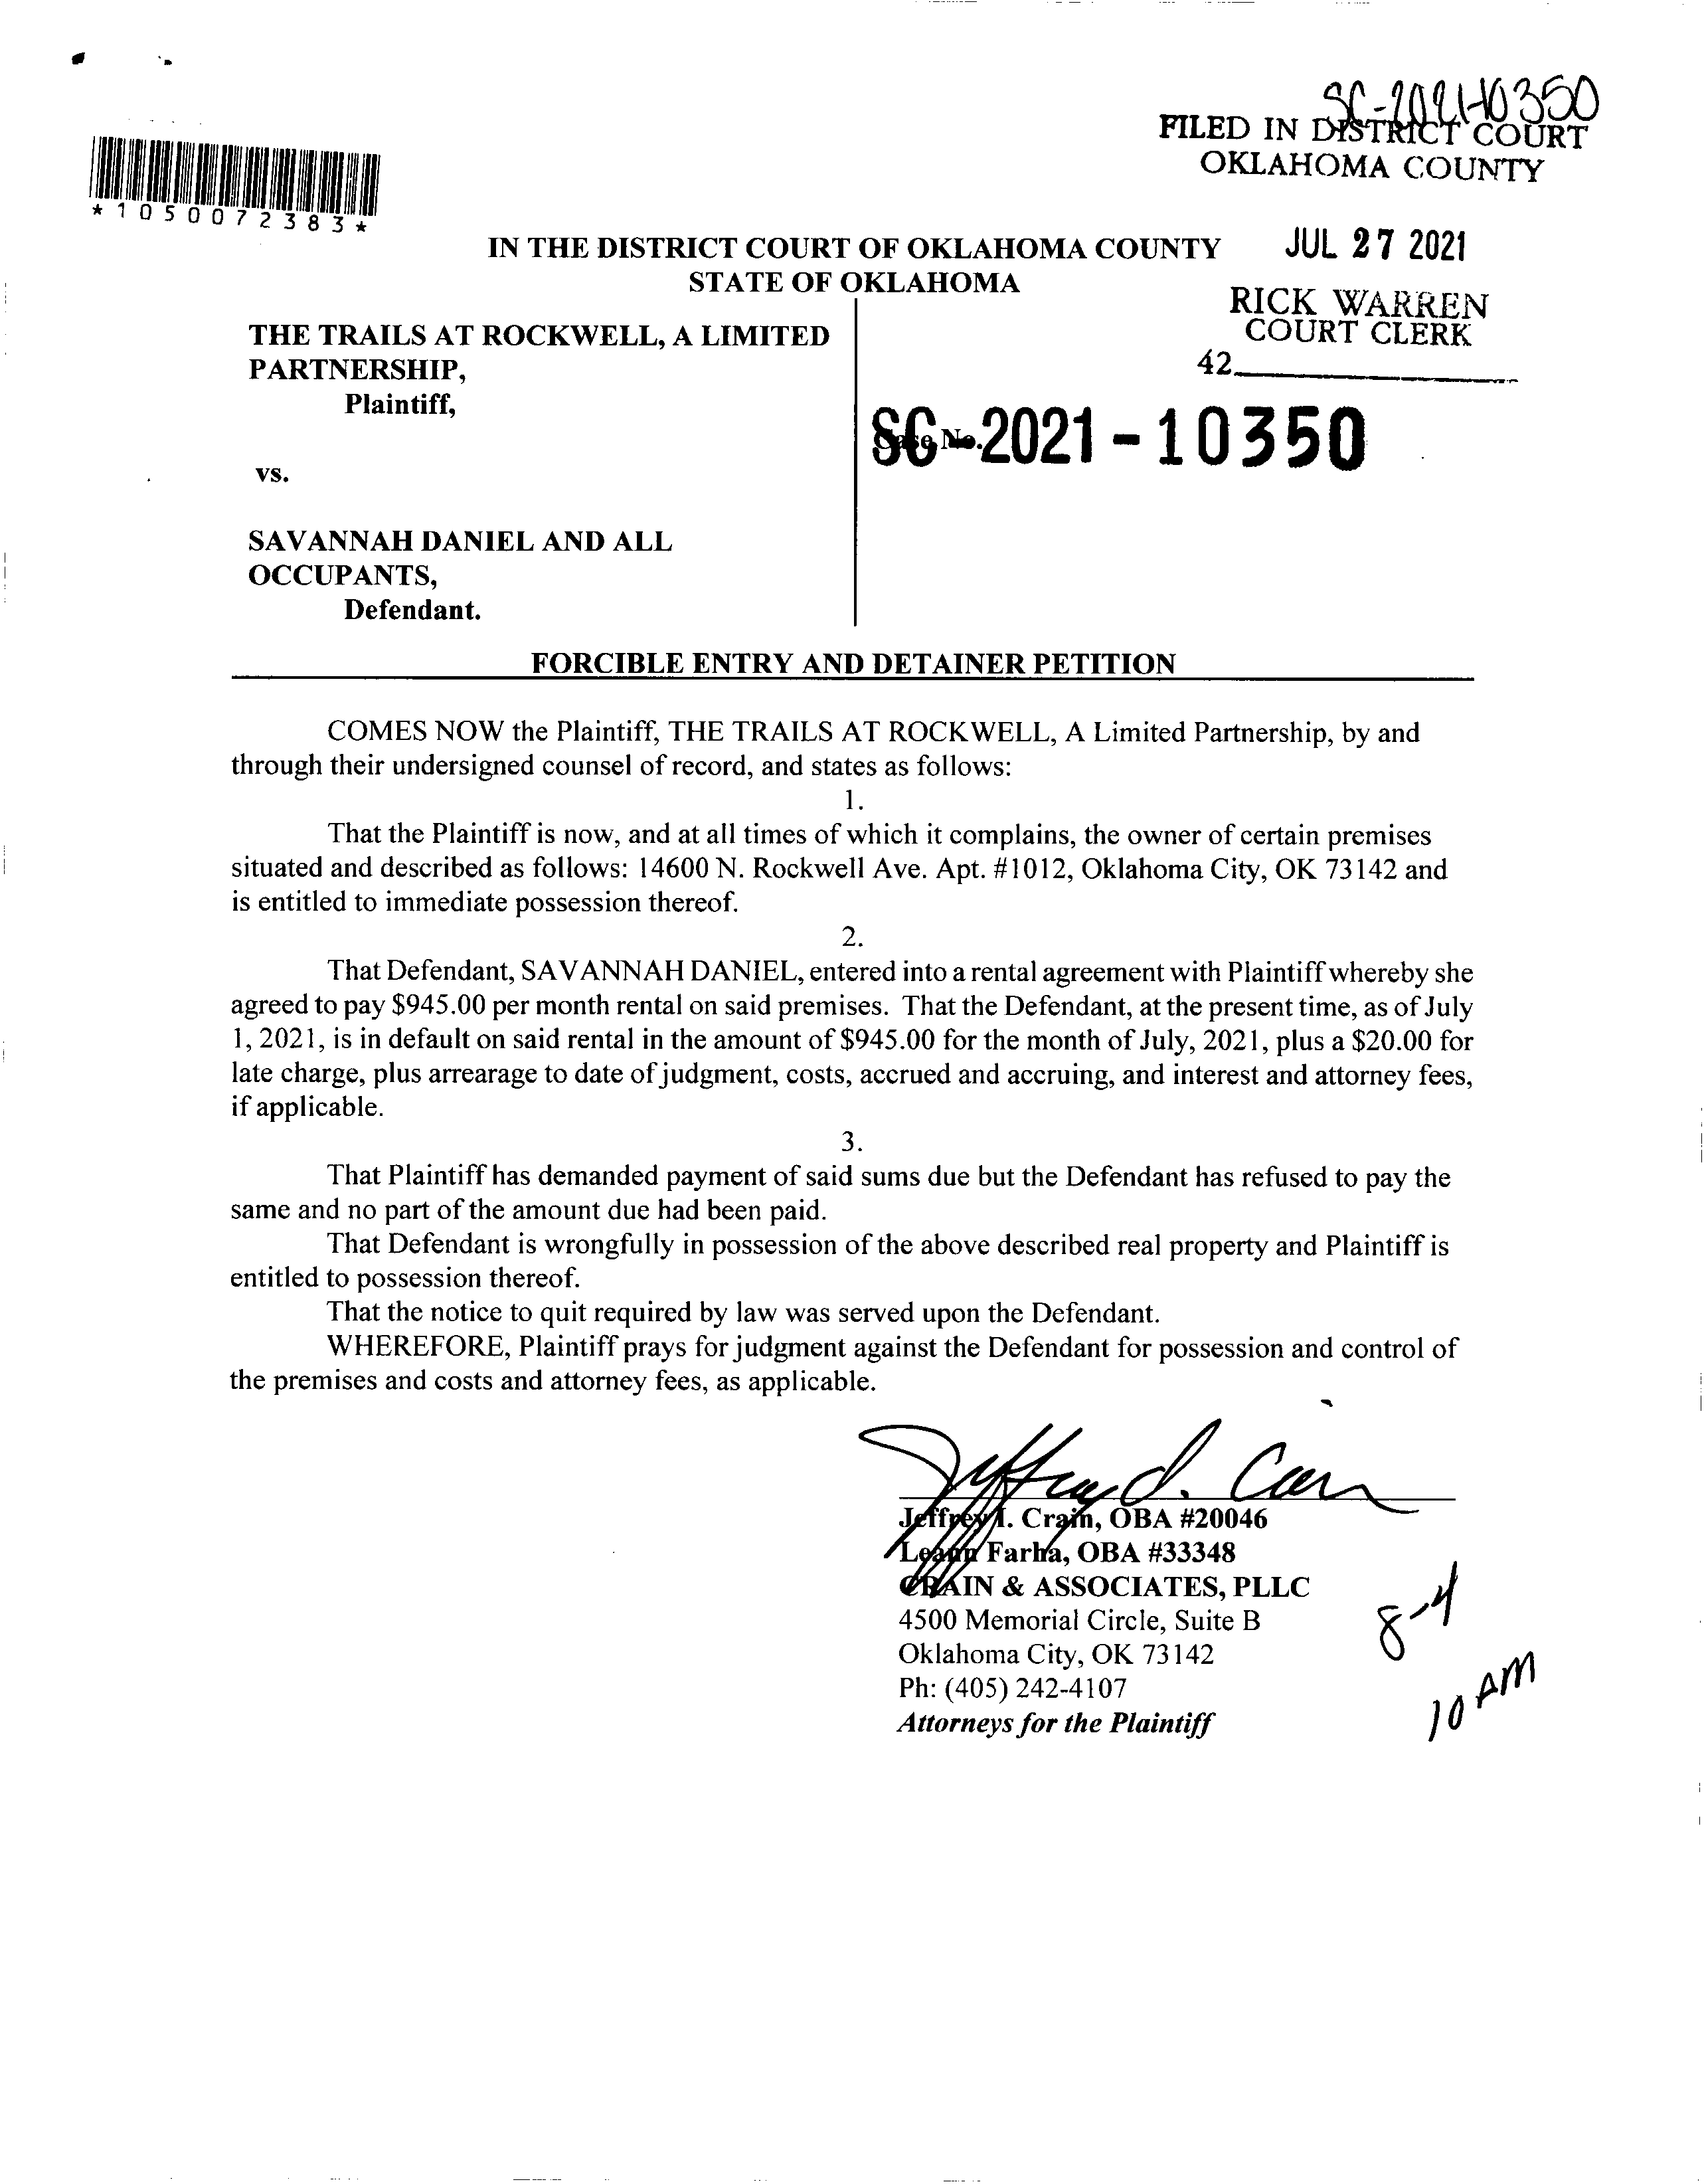 SC-2021-10350
FILED IN DISTRICT COURT
OKLAHOMA COUNTY
*1050072383*
JUL 27 2021
IN THE DISTRICT COURT OF OKLAHOMA COUNTY
STATE OF OKLAHOMA
RICK WARREN
COURT CLERK
42
THE TRAILS AT ROCKWELL, A LIMITED
PARTNERSHIP,
Plaintiff,
Case No.
SC-2021-10350
vs.
SAVANNAH DANIEL AND ALL
OCCUPANTS,
Defendant.
FORCIBLE ENTRY AND DETAINER PETITION
COMES NOW the Plaintiff, THE TRAILS AT ROCKWELL, A Limited Partnership, by and
through their undersigned counsel of record, and states as follows:
1.
That the Plaintiff is now, and at all times of which it complains, the owner of certain premises
situated and described as follows: 14600 N. Rockwell Ave. Apt. #1012, Oklahoma City, OK 73142 and
is entitled to immediate possession thereof.
2.
That Defendant, SAVANNAH DANIEL, entered into a rental agreement with Plaintiff whereby she
agreed to pay $945.00 per month rental on said premises. That the Defendant, at the present time, as of July
1, 2021, is in default on said rental in the amount of $945.00 for the month of July, 2021, plus a $20.00 for
late charge, plus arrearage to date of judgment, costs, accrued and accruing, and interest and attorney fees,
if applicable.
3.
That Plaintiff has demanded payment of said sums due but the Defendant has refused to pay the
same and no part of the amount due had been paid.
That Defendant is wrongfully in possession of the above described real property and Plaintiff is
entitled to possession thereof.
That the notice to quit required by law was served upon the Defendant.
WHEREFORE, Plaintiff prays for judgment against the Defendant for possession and control of
the premises and costs and attorney fees, as applicable.
Jeffrey I. Crain, OBA #20046
Leann Farha, OBA #33348
CRAIN & ASSOCIATES, PLLC
4500 Memorial Circle, Suite B
Oklahoma City, OK 73142
Ph: (405) 242-4107
Attorneys for the Plaintiff
8-4
10 AM